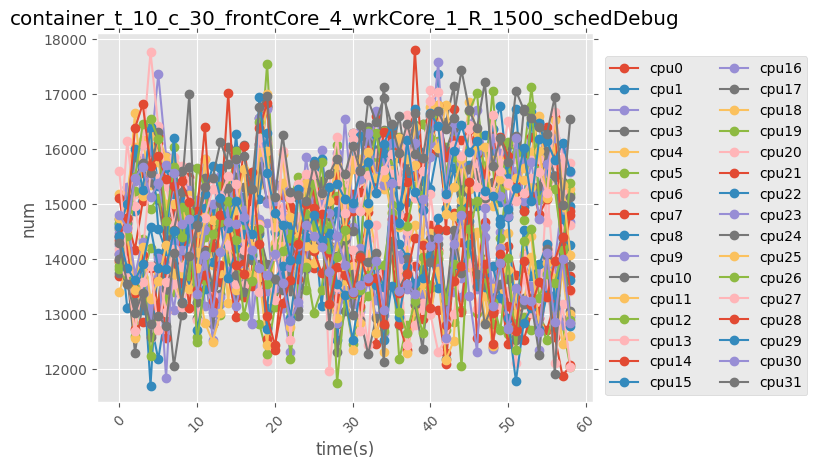 container_t_10_c_30_frontCore_4_wrkCore_1_R_1500_schedDebug
18000
17000
16000
15000
14000
13000
12000
num
0
10
20
30
40
50
60
time(s)
cpu0
cpu1
cpu2
cpu3
cpu4
cpu5
cpu6
cpu7
cpu8
cpu9
cpu10
cpu11
cpu12
cpu13
cpu14
cpu15
cpu16
cpu17
cpu18
cpu19
cpu20
cpu21
cpu22
cpu23
cpu24
cpu25
cpu26
cpu27
cpu28
cpu29
cpu30
cpu31